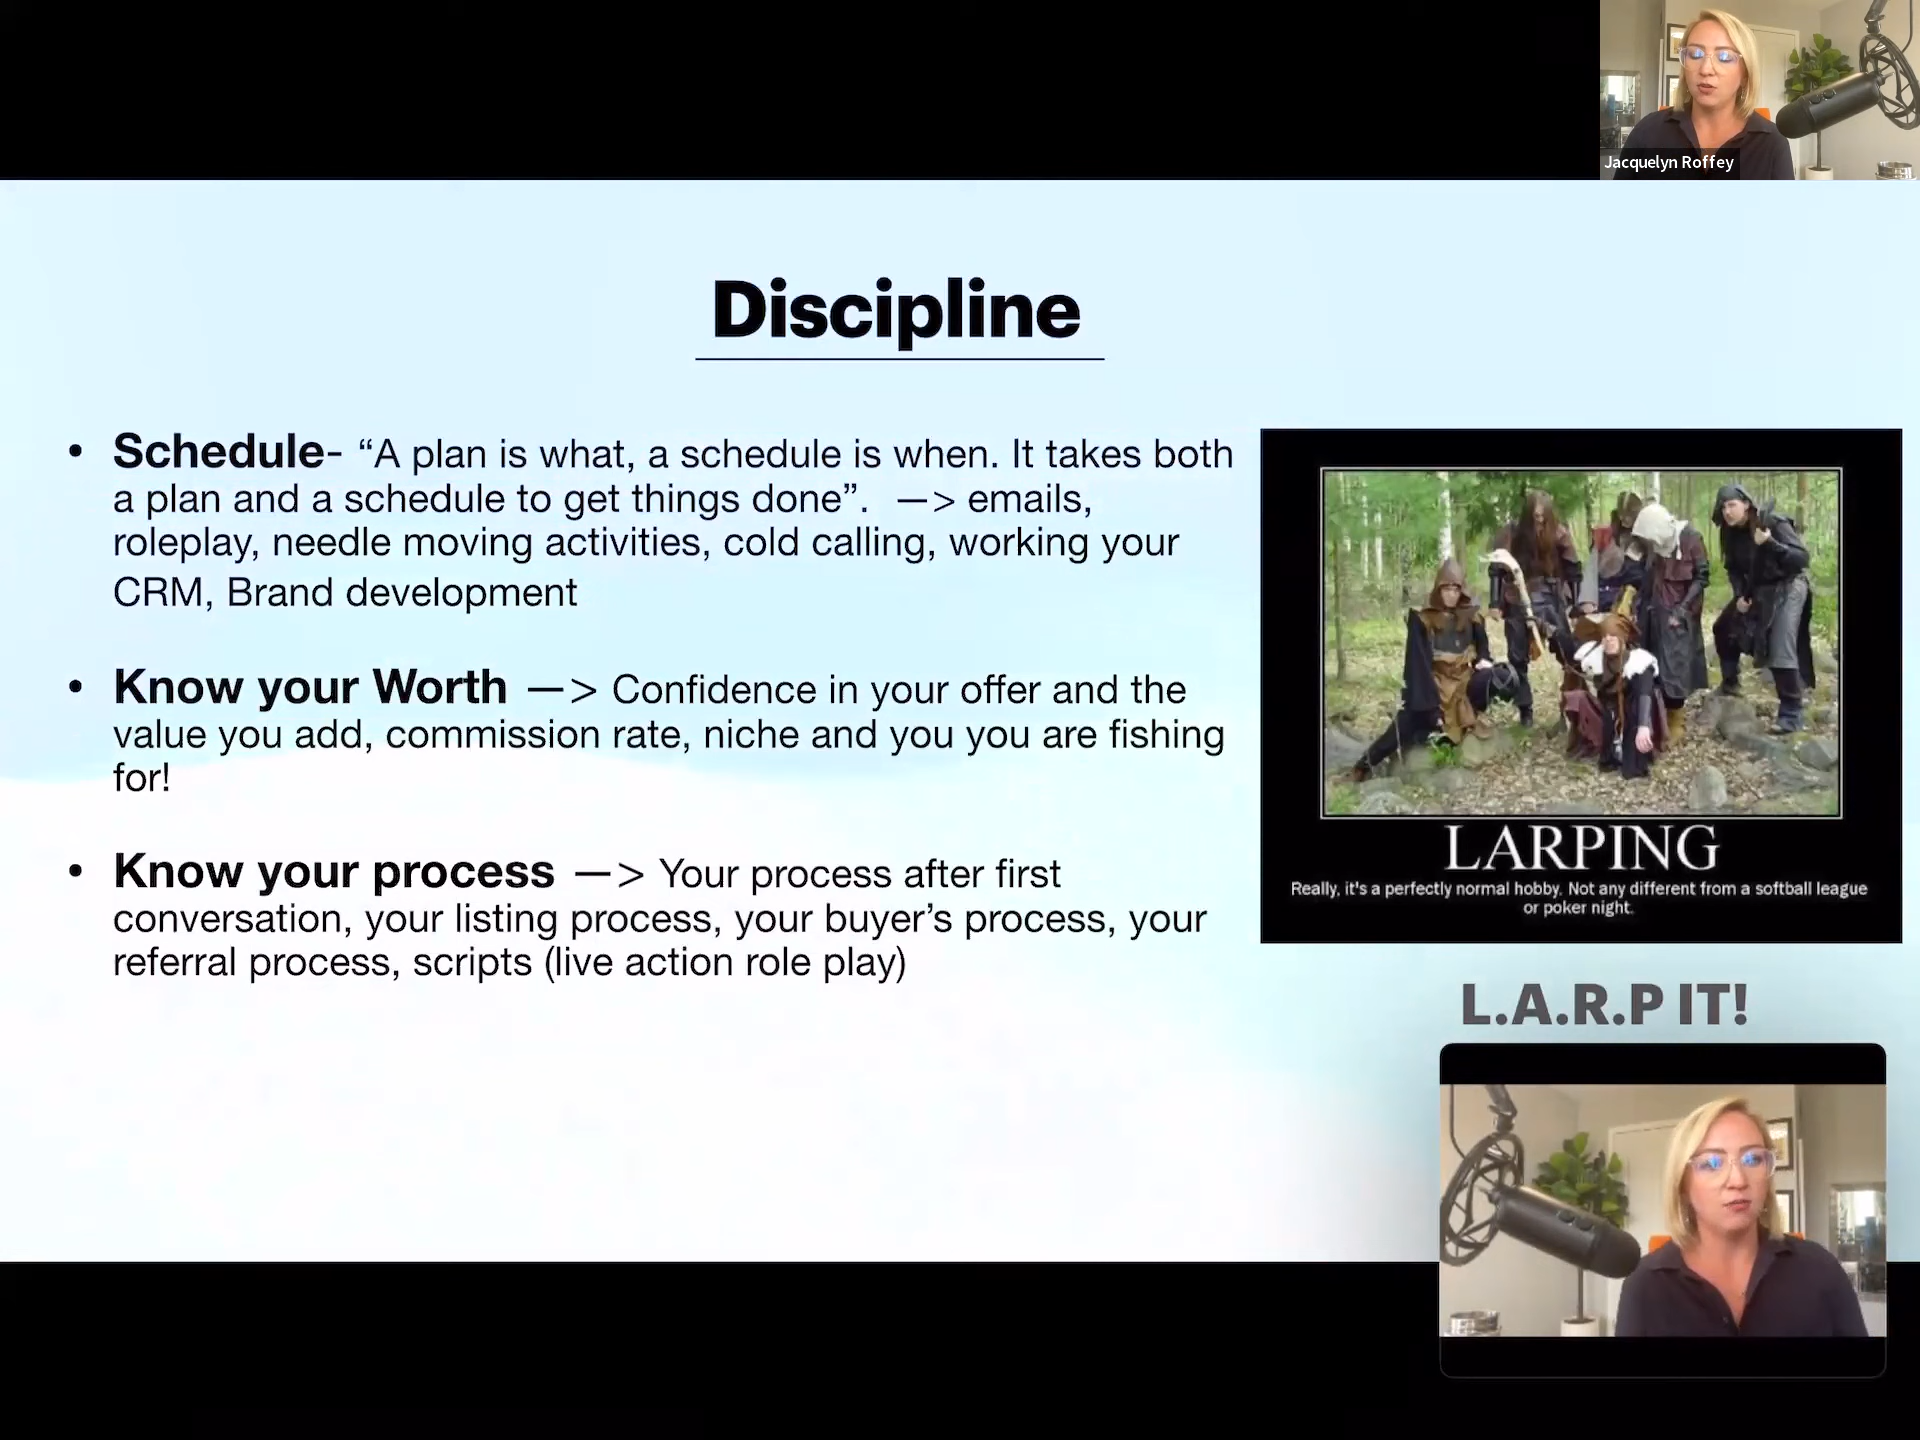 Jacquelyn Roffey
Discipline
• Schedule- “A plan is what, a schedule is when. It takes both
a plan and a schedule to get things done”.  —> emails,
roleplay, needle moving activities, cold calling, working your
CRM, Brand development
• Know your Worth —> Confidence in your offer and the
value you add, commission rate, niche and you you are fishing
for!
• Know your process —> Your process after first
conversation, your listing process, your buyer’s process, your
referral process, scripts (live action role play)
LARPING
Really, it's a perfectly normal hobby. Not any different from a softball league
or poker night.
L.A.R.P IT!